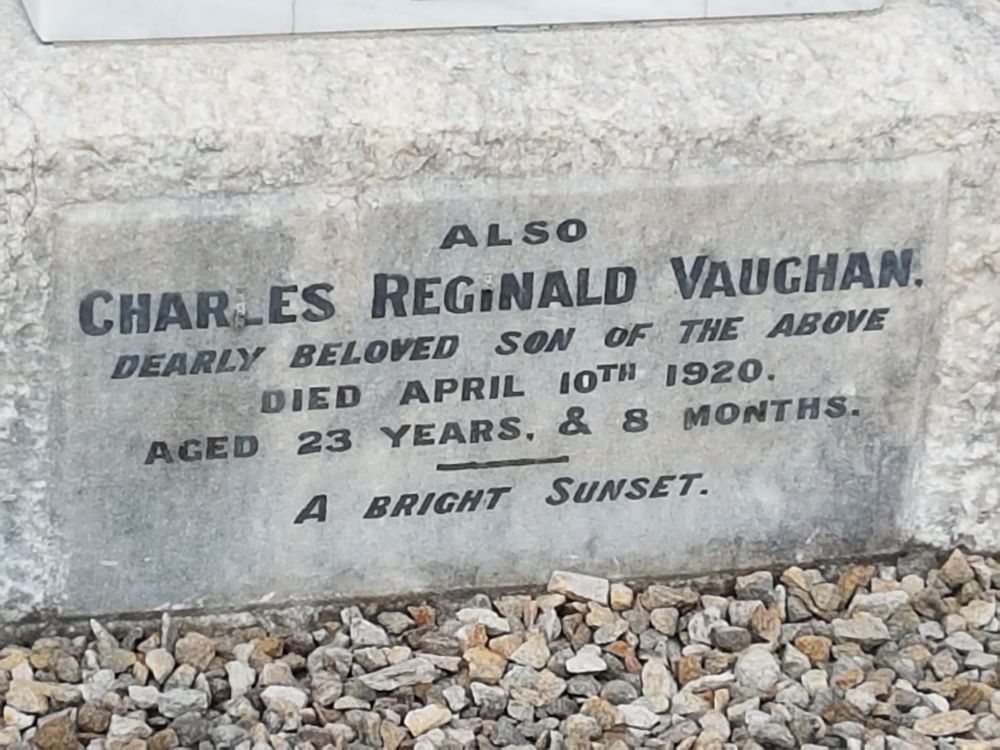 ALSO
CHARLES REGINALD VAUGHAN.
DEARLY BELOVED SON OF THE ABOVE
DIED APRIL 10TH 1920.
AGED 23 YEARS, & 8 MONTHS.
A BRIGHT SUNSET.